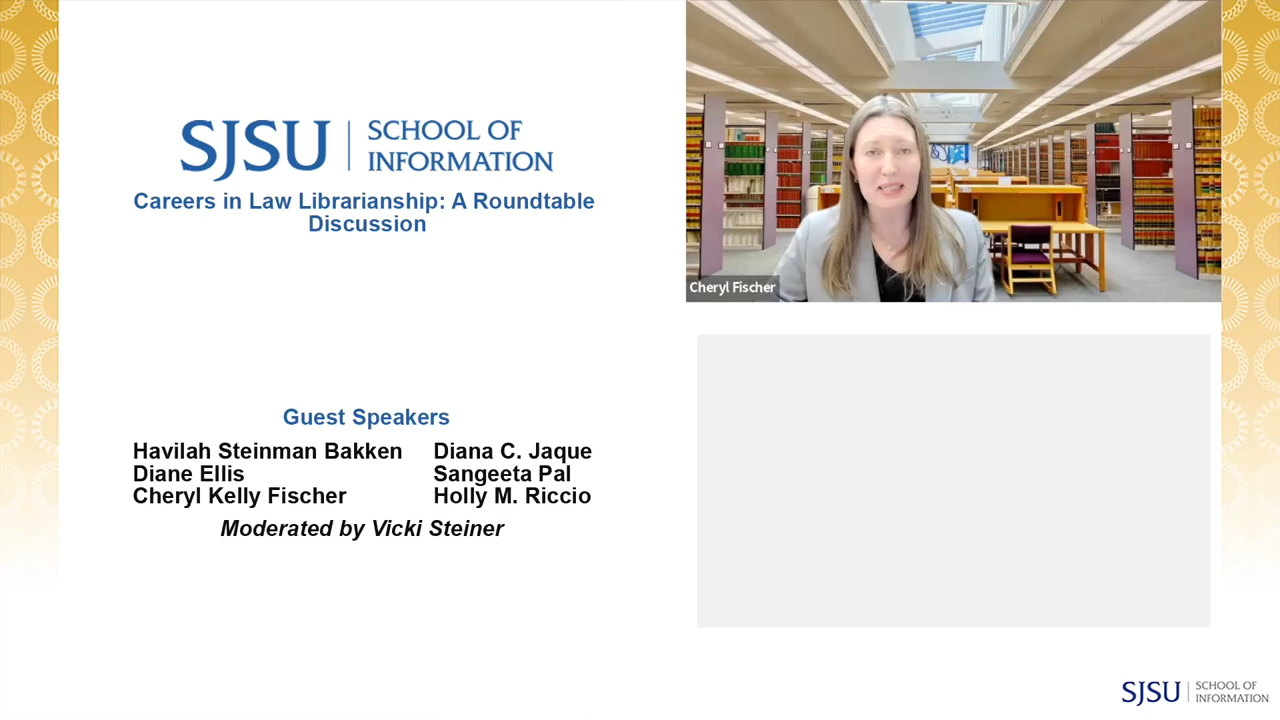 SJSU | SCHOOL OF
INFORMATION
Careers in Law Librarianship: A Roundtable
Discussion
Cheryl Fischer
Guest Speakers
Havilah Steinman Bakken
Diane Ellis
Cheryl Kelly Fischer
Diana C. Jaque
Sangeeta Pal
Holly M. Riccio
Moderated by Vicki Steiner
SJSU | SCHOOL OF
INFORMATION